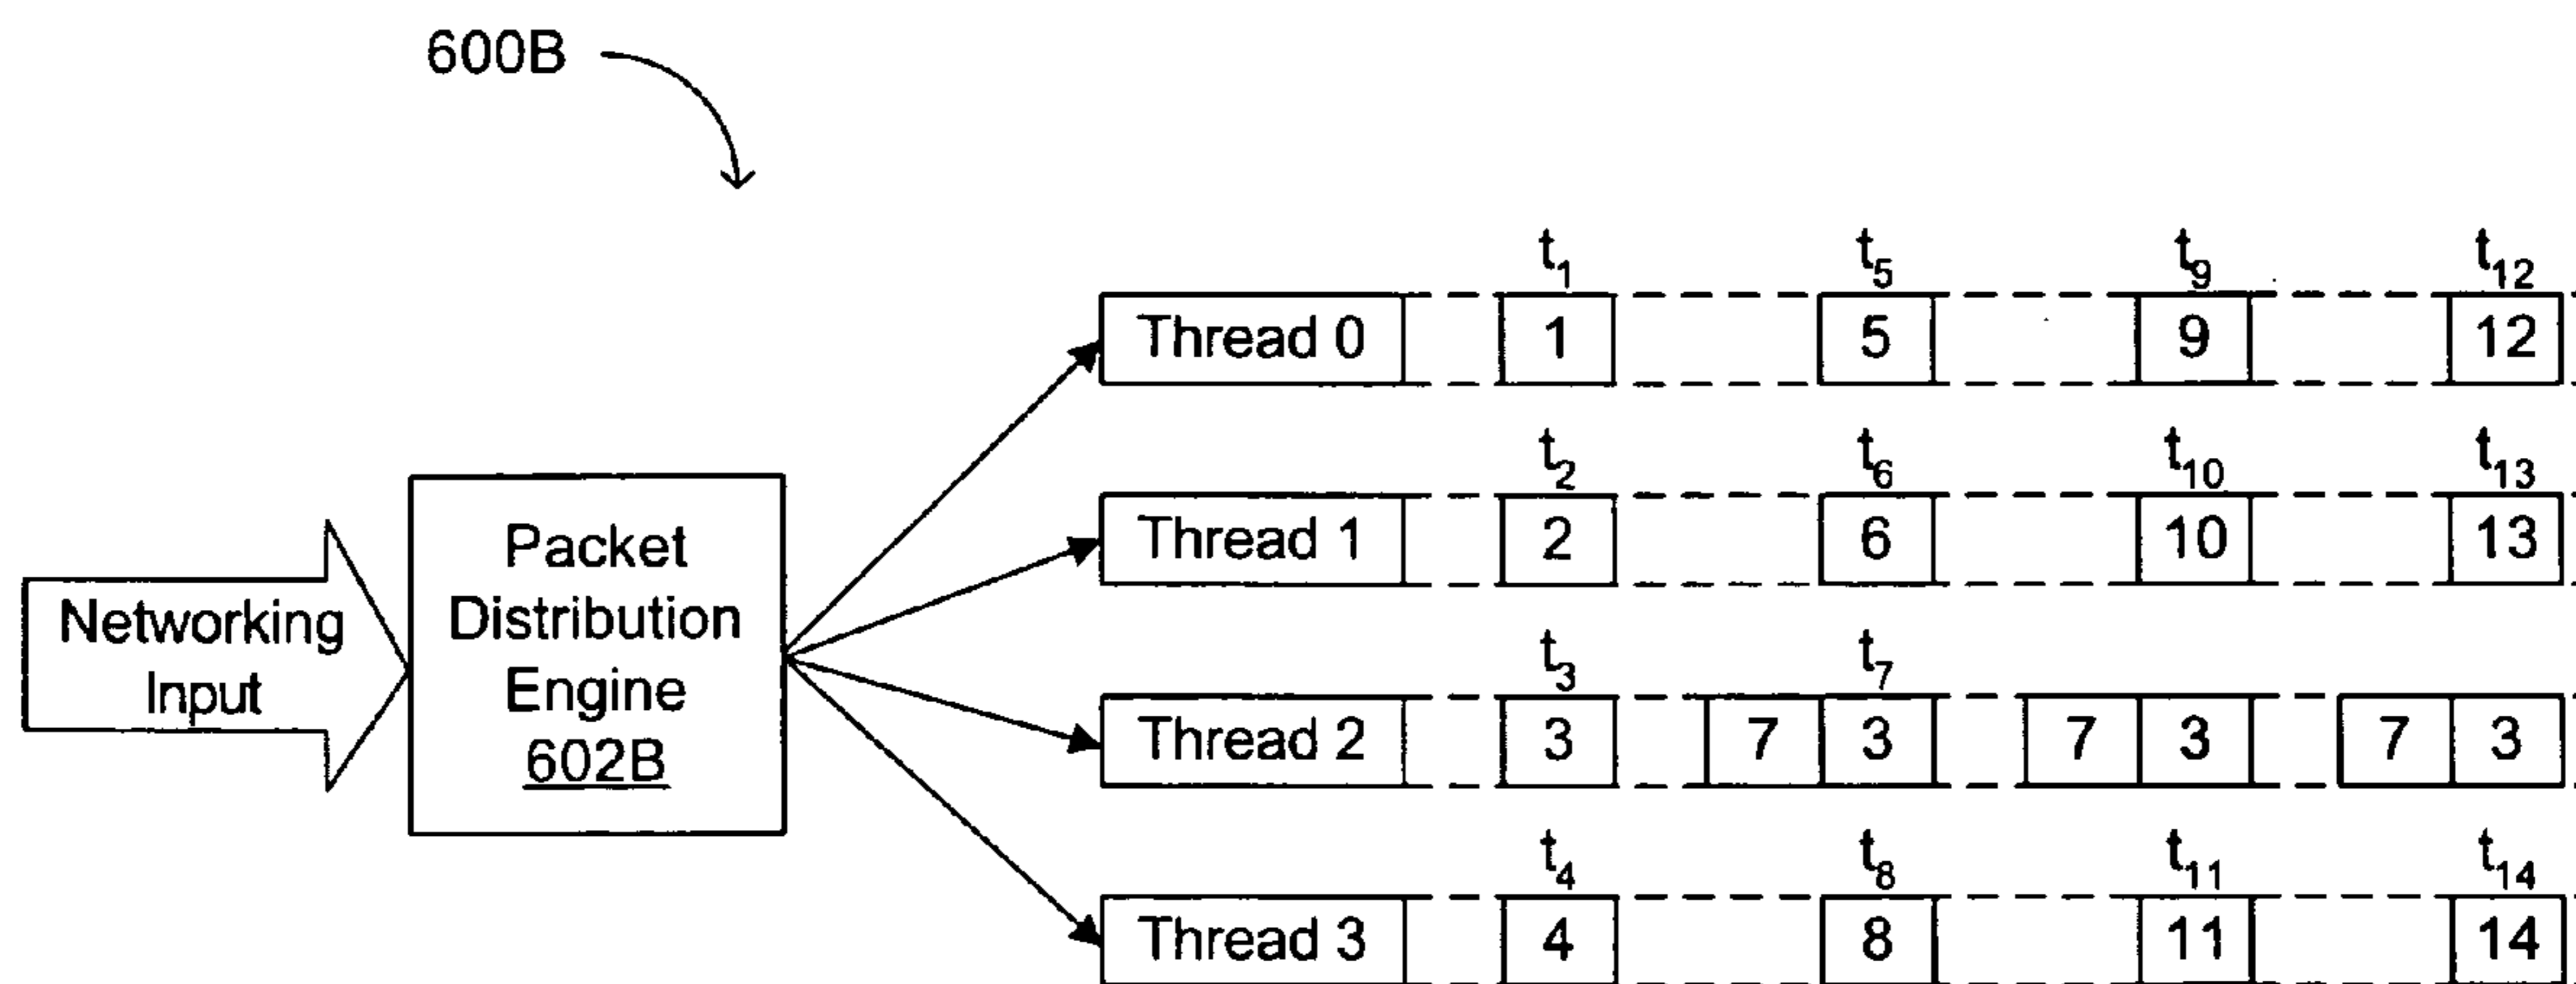 600B
t1 t5 t9 t12
Thread 0 1 5 9 12
t2 t6 t10 t13
Thread 1 2 6 10 13
Packet
Distribution
Engine
602B
Networking
Input
t3 t7
Thread 2 3 7 3 7 3 7 3
t4 t8 t11 t14
Thread 3 4 8 11 14